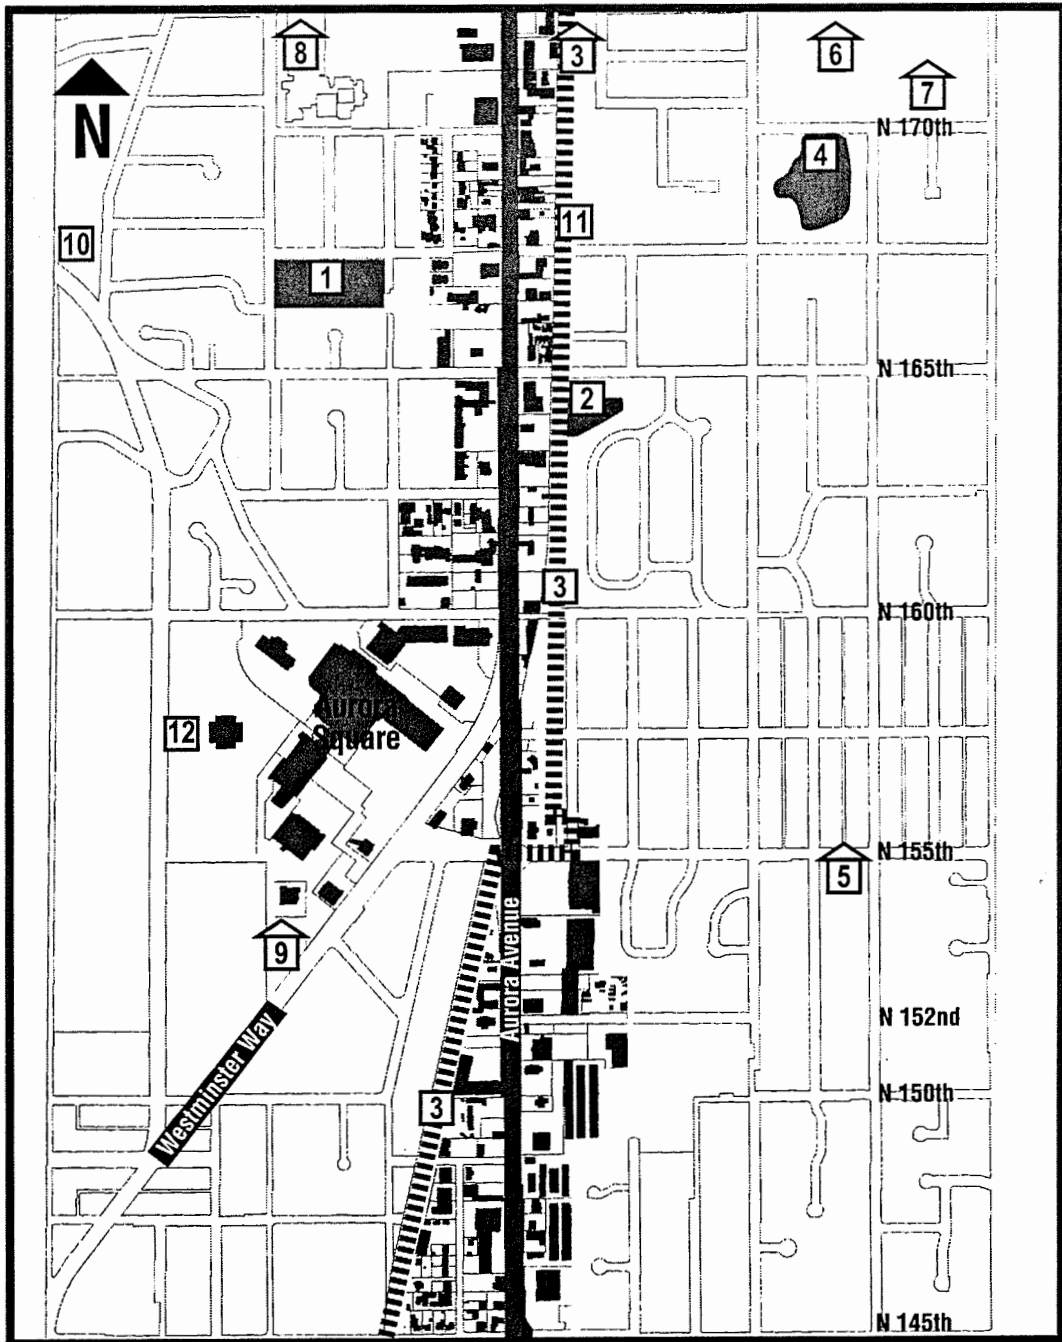 8
3
6
7
N
N 170th
4
10
11
1
N 165th
2
3
N 160th
Aurora
Square
12
N 155th
5
Aurora Avenue
9
N 152nd
Westminster Way
3
N 150th
N 145th